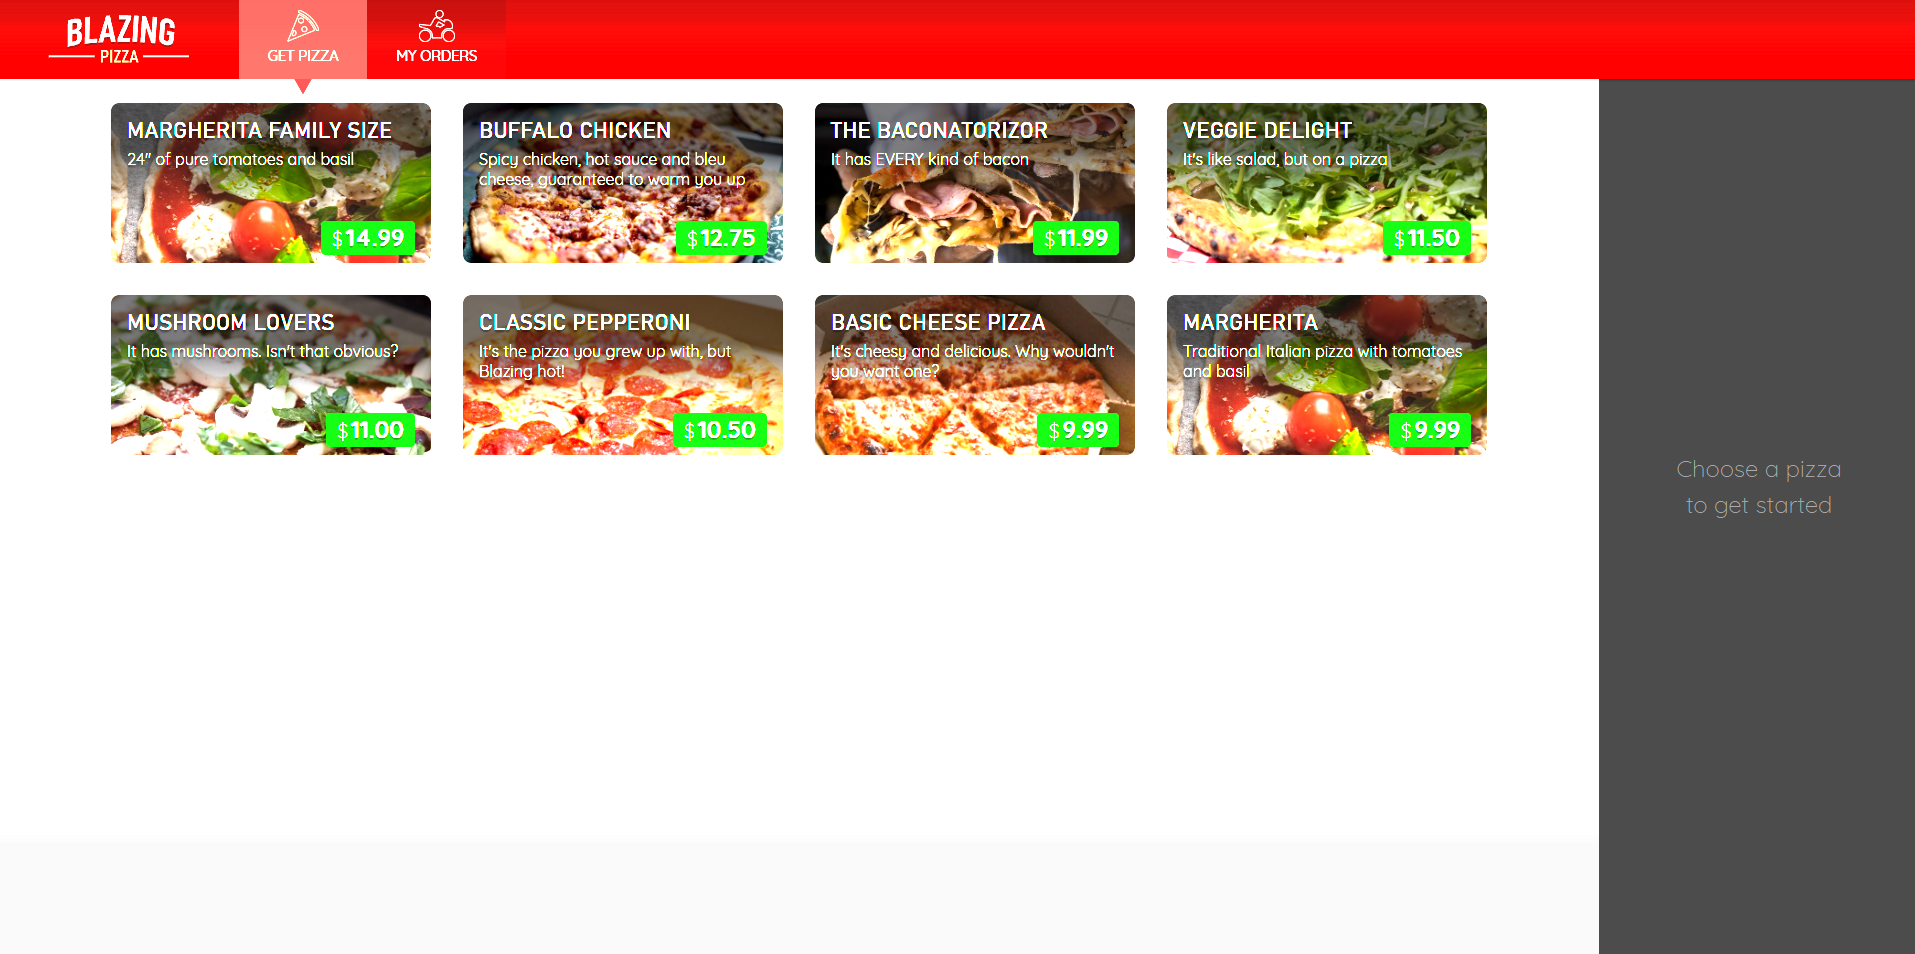 BLAZING
PIZZA
GET PIZZA
MY ORDERS
MARGHERITA FAMILY SIZE
24" of pure tomatoes and basil
$14.99
BUFFALO CHICKEN
Spicy chicken, hot sauce and bleu
cheese, guaranteed to warm you up
$12.75
THE BACONATORIZOR
It has EVERY kind of bacon
$11.99
VEGGIE DELIGHT
It's like salad, but on a pizza
$11.50
MUSHROOM LOVERS
It has mushrooms. Isn't that obvious?
$11.00
CLASSIC PEPPERONI
It's the pizza you grew up with, but
Blazing hot!
$10.50
BASIC CHEESE PIZZA
It's cheesy and delicious. Why wouldn't
you want one?
$9.99
MARGHERITA
Traditional Italian pizza with tomatoes
and basil
$9.99
Choose a pizza
to get started